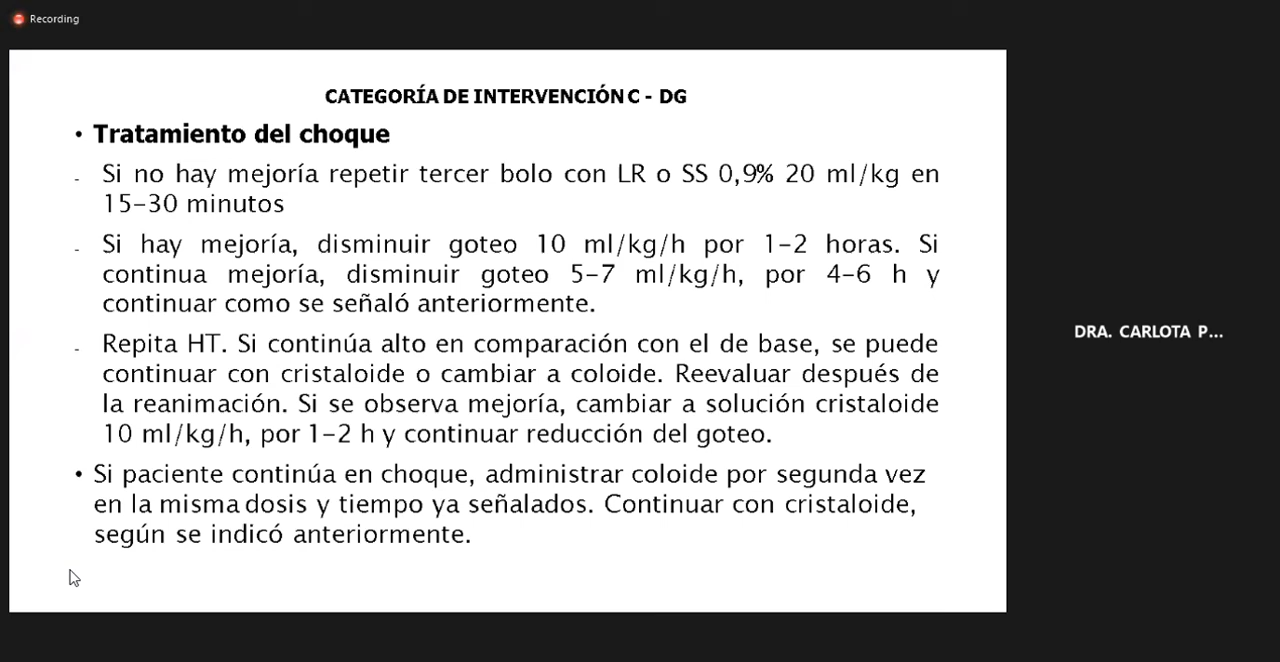 Recording
CATEGORÍA DE INTERVENCIÓN C - DG
• Tratamiento del choque
- Si no hay mejoría repetir tercer bolo con LR o SS 0,9% 20 ml/kg en
15-30 minutos
- Si hay mejoría, disminuir goteo 10 ml/kg/h por 1-2 horas. Si
continua mejoría, disminuir goteo 5-7 ml/kg/h, por 4-6 h y
continuar como se señaló anteriormente.
- Repita HT. Si continúa alto en comparación con el de base, se puede
continuar con cristaloide o cambiar a coloide. Reevaluar después de
la reanimación. Si se observa mejoría, cambiar a solución cristaloide
10 ml/kg/h, por 1-2 h y continuar reducción del goteo.
• Si paciente continúa en choque, administrar coloide por segunda vez
en la misma dosis y tiempo ya señalados. Continuar con cristaloide,
según se indicó anteriormente.
DRA. CARLOTA P...